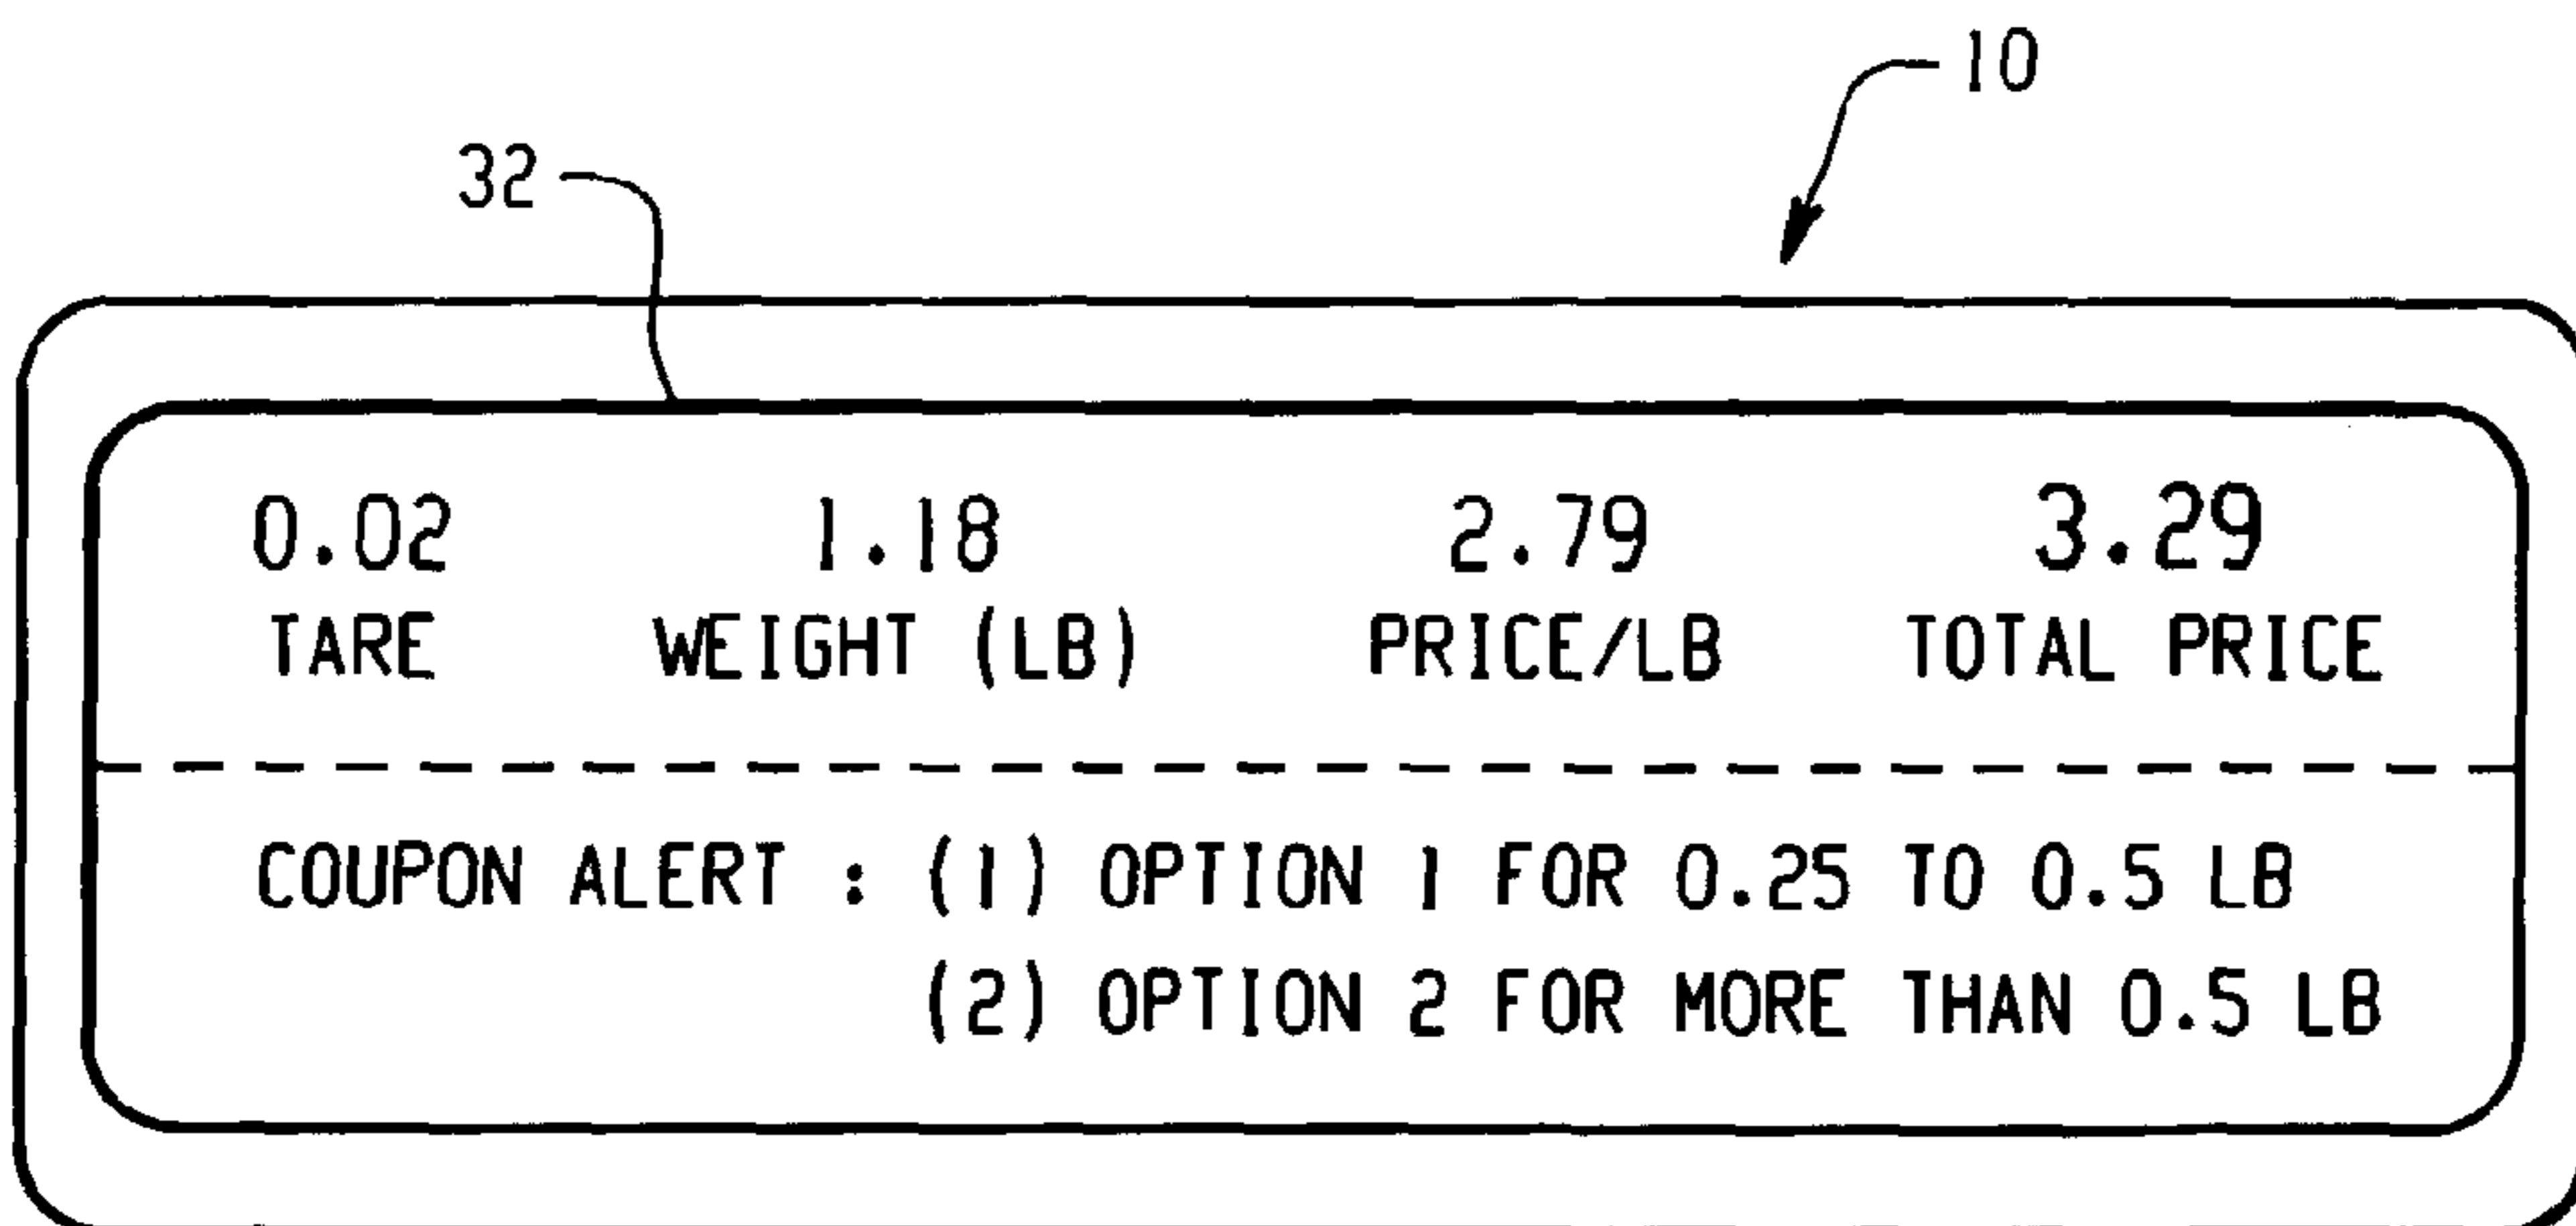 10
32
0.02 1.18 2.79 3.29
TARE WEIGHT (LB) PRICE/LB TOTAL PRICE
COUPON ALERT : (1) OPTION 1 FOR 0.25 TO 0.5 LB
(2) OPTION 2 FOR MORE THAN 0.5 LB